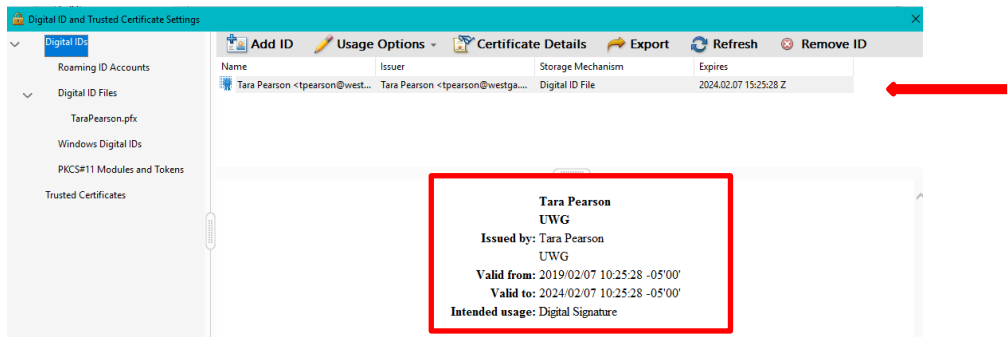 Digital ID and Trusted Certificate Settings
Digital IDs
Roaming ID Accounts
Digital ID Files
TaraPearson.pfx
Windows Digital IDs
PKCS#11 Modules and Tokens
Trusted Certificates
Add ID Usage Options Certificate Details Export Refresh Remove ID
Name Issuer Storage Mechanism Expires
Tara Pearson <tpearson@west... Tara Pearson <tpearson@westga.... Digital ID File 2024.02.07 15:25:28 Z
Tara Pearson
UWG
Issued by: Tara Pearson
UWG
Valid from: 2019/02/07 10:25:28 -05'00'
Valid to: 2024/02/07 10:25:28 -05'00'
Intended usage: Digital Signature